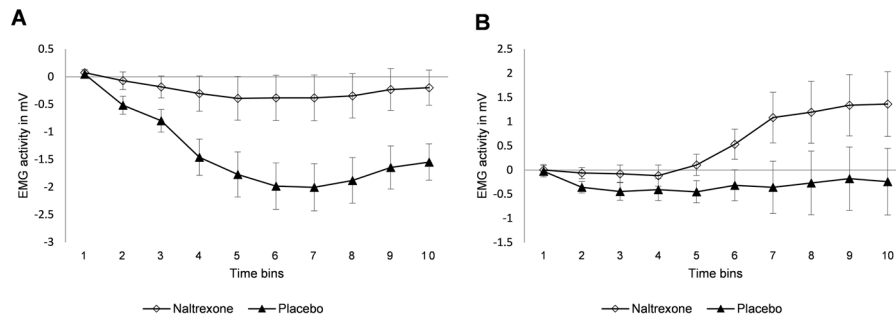 A
EMG activity in mV
0.5
0
-0.5
-1
-1.5
-2
-2.5
-3
1 2 3 4 5 6 7 8 9 10
Time bins
Naltrexone Placebo
B
EMG activity in mV
2.5
2
1.5
1
0.5
0
-0.5
-1
-1.5
1 2 3 4 5 6 7 8 9 10
Time bins
Naltrexone Placebo